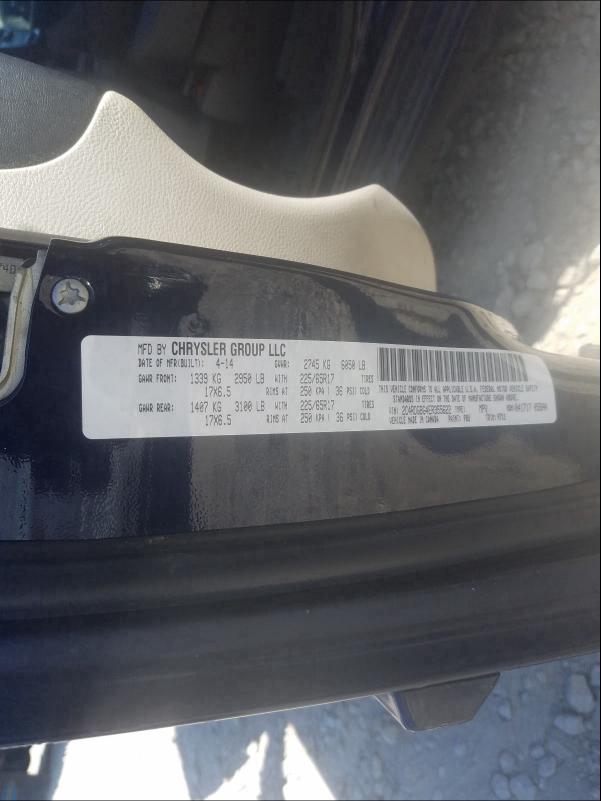 MFD BY CHRYSLER GROUP LLC
DATE OF MFR(BUILT): 4-14 GVWR: 2745 KG 6050 LB
GAWR FRONT: 1339 KG 2950 LB WITH 225/65R17 TIRES
17X6.5 RIMS AT 250 KPA ( 36 PSI) COLD
GAWR REAR: 1407 KG 3100 LB WITH 225/65R17 TIRES
17X6.5 RIMS AT 250 KPA ( 36 PSI) COLD
THIS VEHICLE CONFORMS TO ALL APPLICABLE U.S.A. FEDERAL MOTOR VEHICLE SAFETY
STANDARDS IN EFFECT ON THE DATE OF MANUFACTURE SHOWN ABOVE.
VIN: TYPE: MPV
VEHICLE MADE IN CANADA PAINT: TRIM: